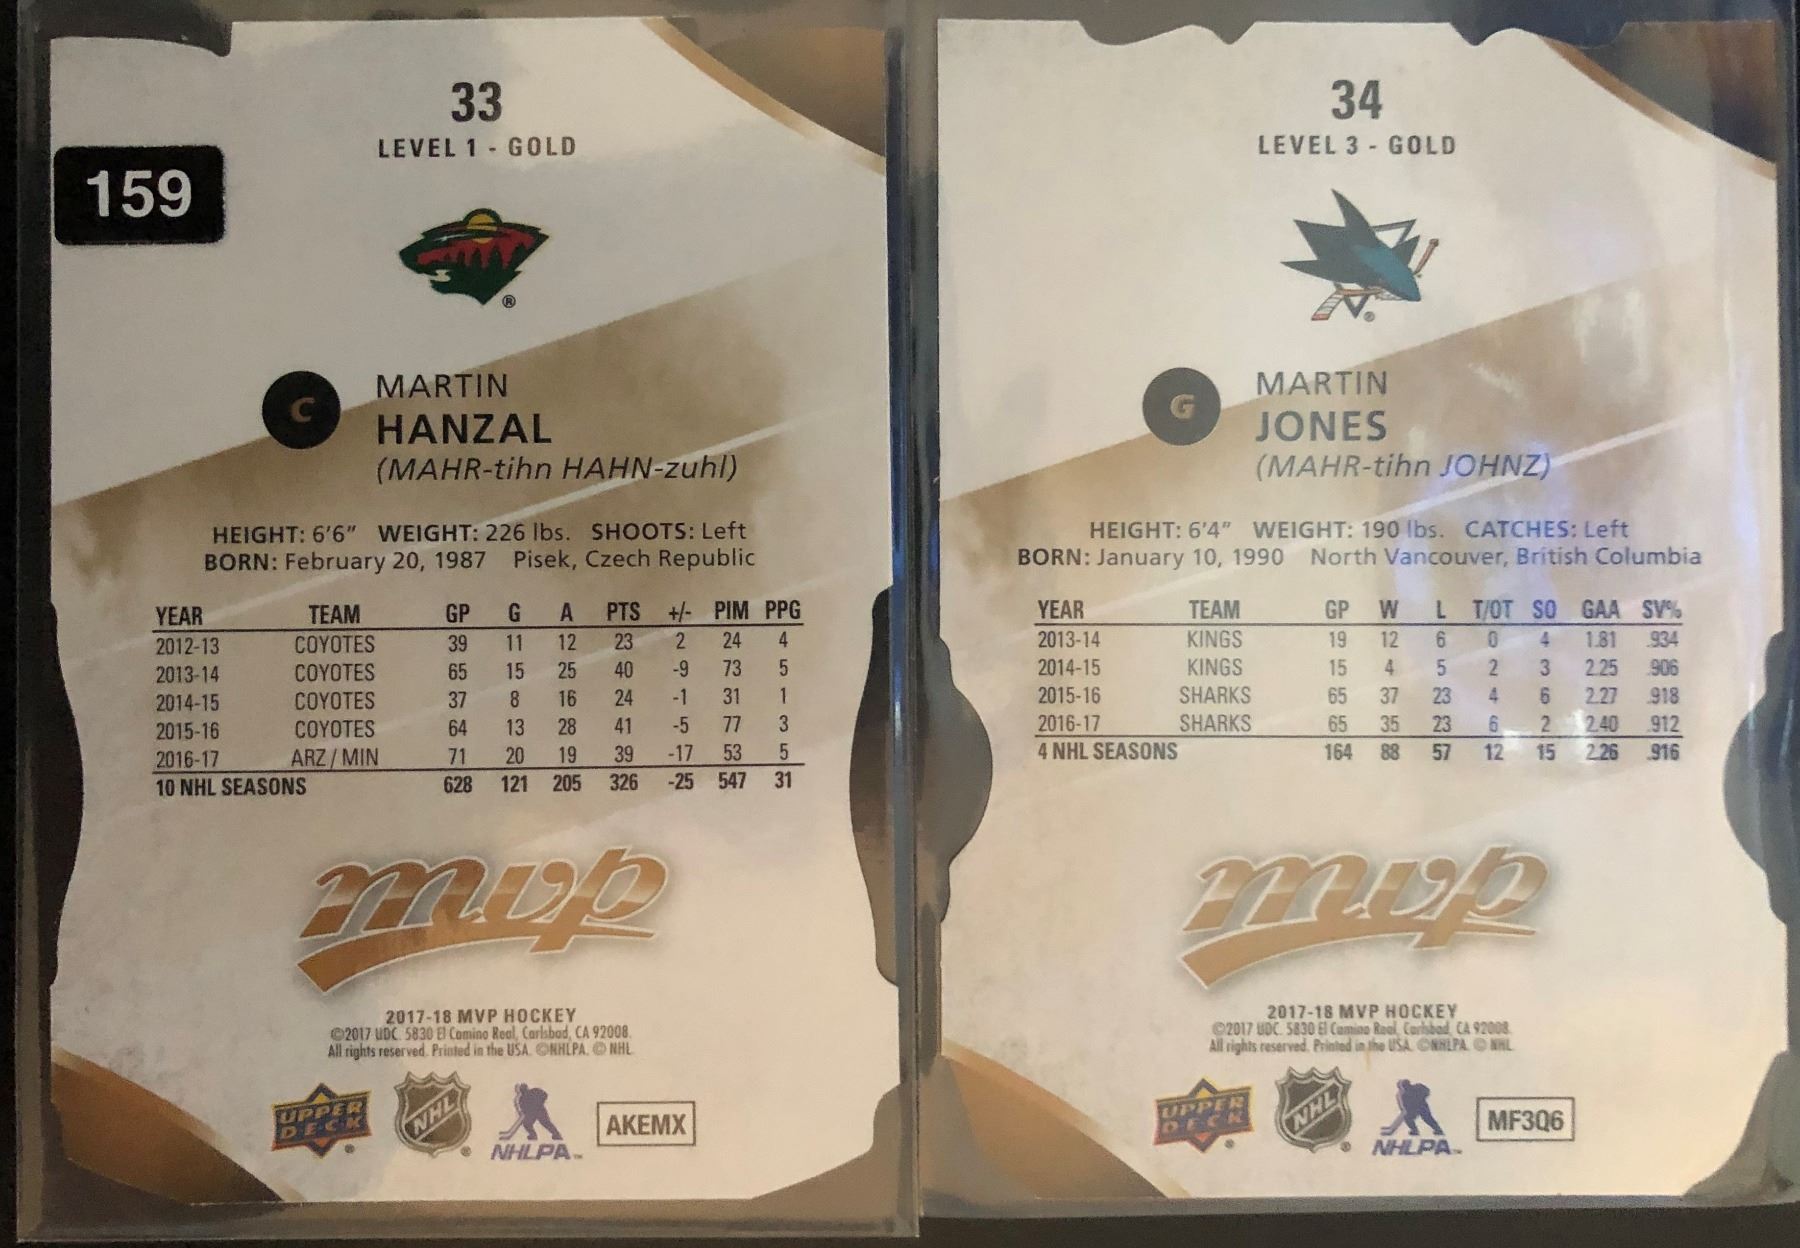 33
LEVEL 1 - GOLD
159
®
C
MARTIN
HANZAL
(MAHR-tihn HAHN-zuhl)
HEIGHT: 6'6" WEIGHT: 226 lbs. SHOOTS: Left
BORN: February 20, 1987 Pisek, Czech Republic
YEAR TEAM GP G A PTS +/- PIM PPG
2012-13 COYOTES 39 11 12 23 2 24 4
2013-14 COYOTES 65 15 25 40 -9 73 5
2014-15 COYOTES 37 8 16 24 -1 31 1
2015-16 COYOTES 64 13 28 41 -5 77 3
2016-17 ARZ / MIN 71 20 19 39 -17 53 5
10 NHL SEASONS 628 121 205 326 -25 547 31
mvp
2017-18 MVP HOCKEY
©2017 UDC. 5830 El Camino Real, Carlsbad, CA 92008.
All rights reserved. Printed in the USA. ©NHLPA. © NHL
UPPER
DECK
NHL
NHLPA
AKEMX
34
LEVEL 3 - GOLD
®
G
MARTIN
JONES
(MAHR-tihn JOHNZ)
HEIGHT: 6'4" WEIGHT: 190 lbs. CATCHES: Left
BORN: January 10, 1990 North Vancouver, British Columbia
YEAR TEAM GP W L T/OT SO GAA SV%
2013-14 KINGS 19 12 6 0 4 1.81 .934
2014-15 KINGS 15 4 5 2 3 2.25 .906
2015-16 SHARKS 65 37 23 4 6 2.27 .918
2016-17 SHARKS 65 35 23 6 2 2.40 .912
4 NHL SEASONS 164 88 57 12 15 2.26 .916
mvp
2017-18 MVP HOCKEY
©2017 UDC. 5830 El Camino Real, Carlsbad, CA 92008.
All rights reserved. Printed in the USA. ©NHLPA. © NHL
UPPER
DECK
NHL
NHLPA
MF3Q6